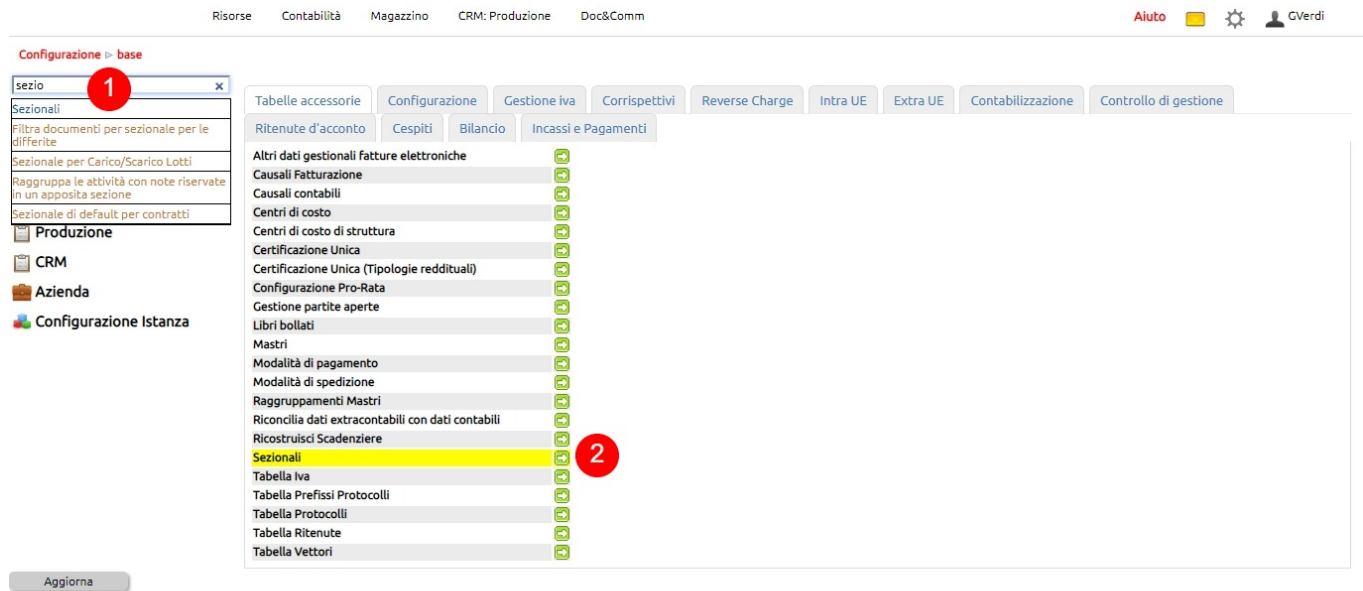 Risorse Contabilità Magazzino CRM: Produzione Doc&Comm Aiuto GVerdi
Configurazione ▹ base
sezio x
1
Sezionali
Filtra documenti per sezionale per le
differite
Sezionale per Carico/Scarico Lotti
Raggruppa le attività con note riservate
in un apposita sezione
Sezionale di default per contratti
Produzione
CRM
Azienda
Configurazione Istanza
Tabelle accessorie Configurazione Gestione iva Corrispettivi Reverse Charge Intra UE Extra UE Contabilizzazione Controllo di gestione
Ritenute d'acconto Cespiti Bilancio Incassi e Pagamenti
Altri dati gestionali fatture elettroniche
Causali Fatturazione
Causali contabili
Centri di costo
Centri di costo di struttura
Certificazione Unica
Certificazione Unica (Tipologie reddituali)
Configurazione Pro-Rata
Gestione partite aperte
Libri bollati
Mastri
Modalità di pagamento
Modalità di spedizione
Raggruppamenti Mastri
Riconcilia dati extracontabili con dati contabili
Ricostruisci Scadenziere
Sezionali 2
Tabella Iva
Tabella Prefissi Protocolli
Tabella Protocolli
Tabella Ritenute
Tabella Vettori
Aggiorna